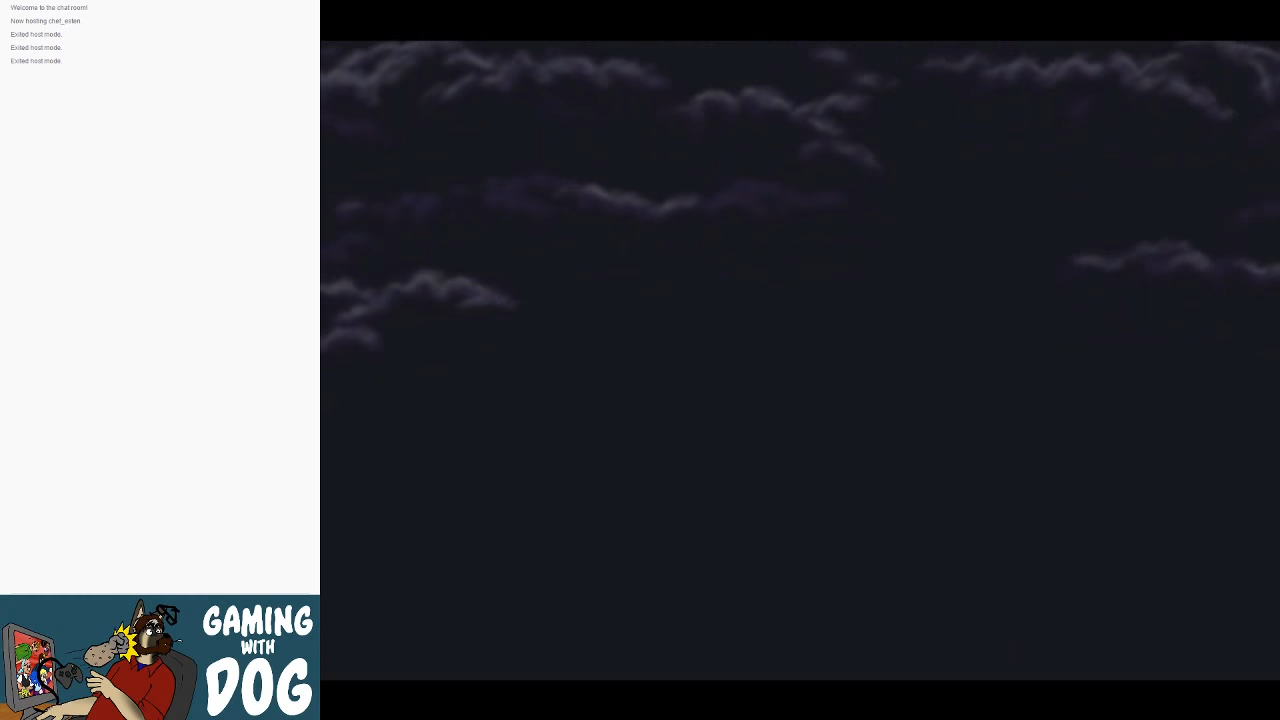 Welcome to the chat room!
Now hosting chef_esten.
Exited host mode.
Exited host mode.
Exited host mode.
GAMING
WITH
DOG